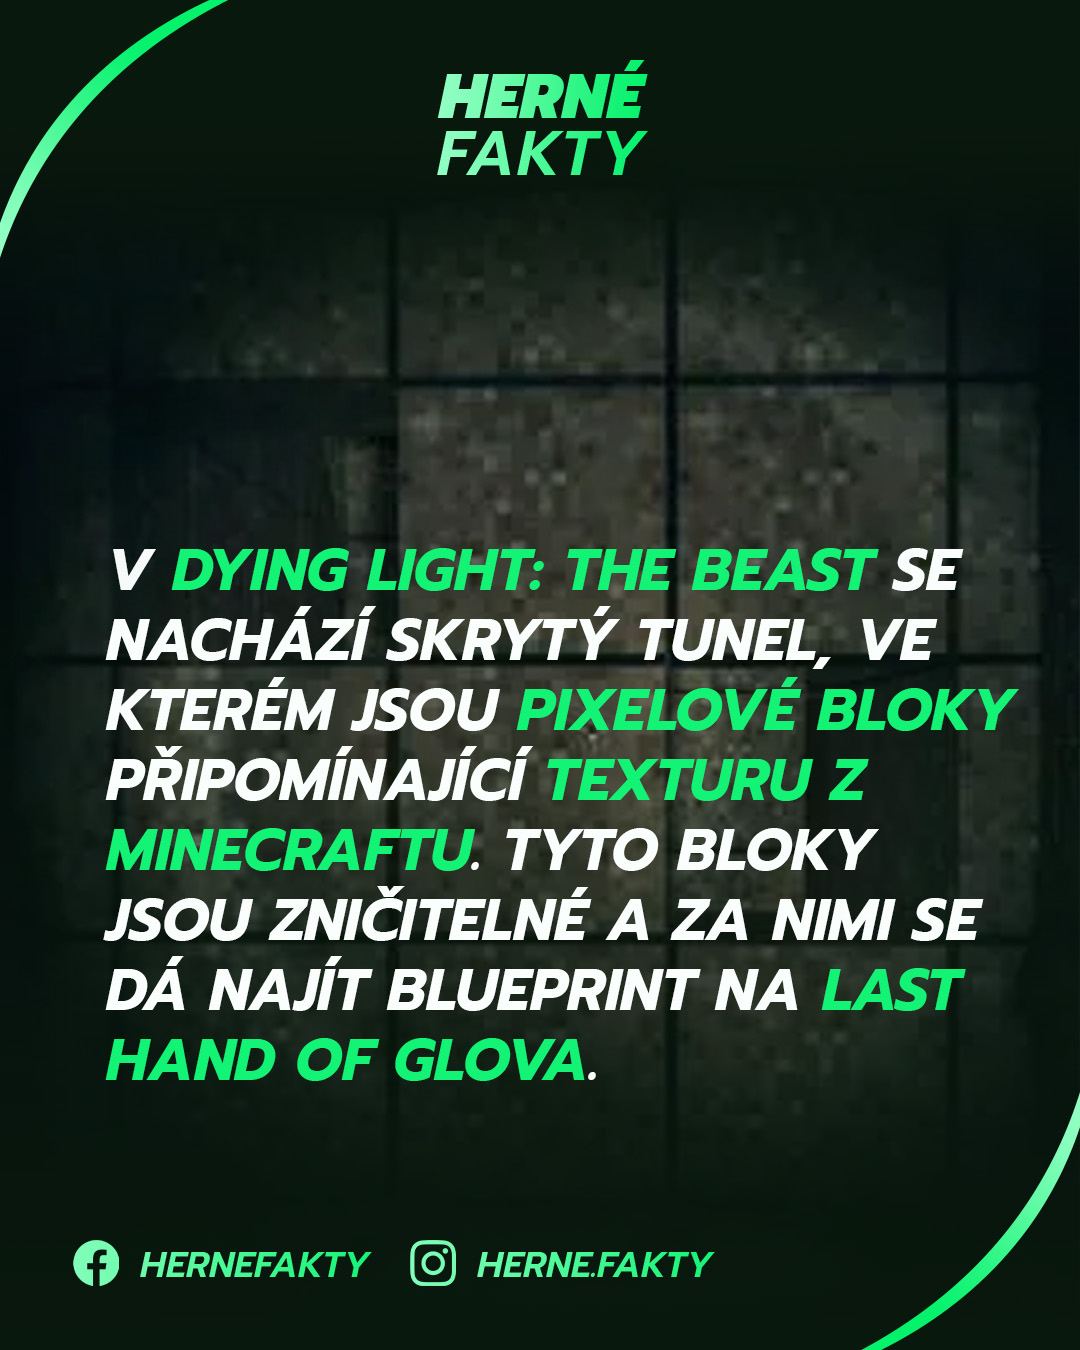 HERNÉ
FAKTY
V DYING LIGHT: THE BEAST SE
NACHÁZÍ SKRYTÝ TUNEL, VE
KTERÉM JSOU PIXELOVÉ BLOKY
PŘIPOMÍNAJÍCÍ TEXTURU Z
MINECRAFTU. TYTO BLOKY
JSOU ZNIČITELNÉ A ZA NIMI SE
DÁ NAJÍT BLUEPRINT NA LAST
HAND OF GLOVA.
HERNEFAKTY HERNE.FAKTY